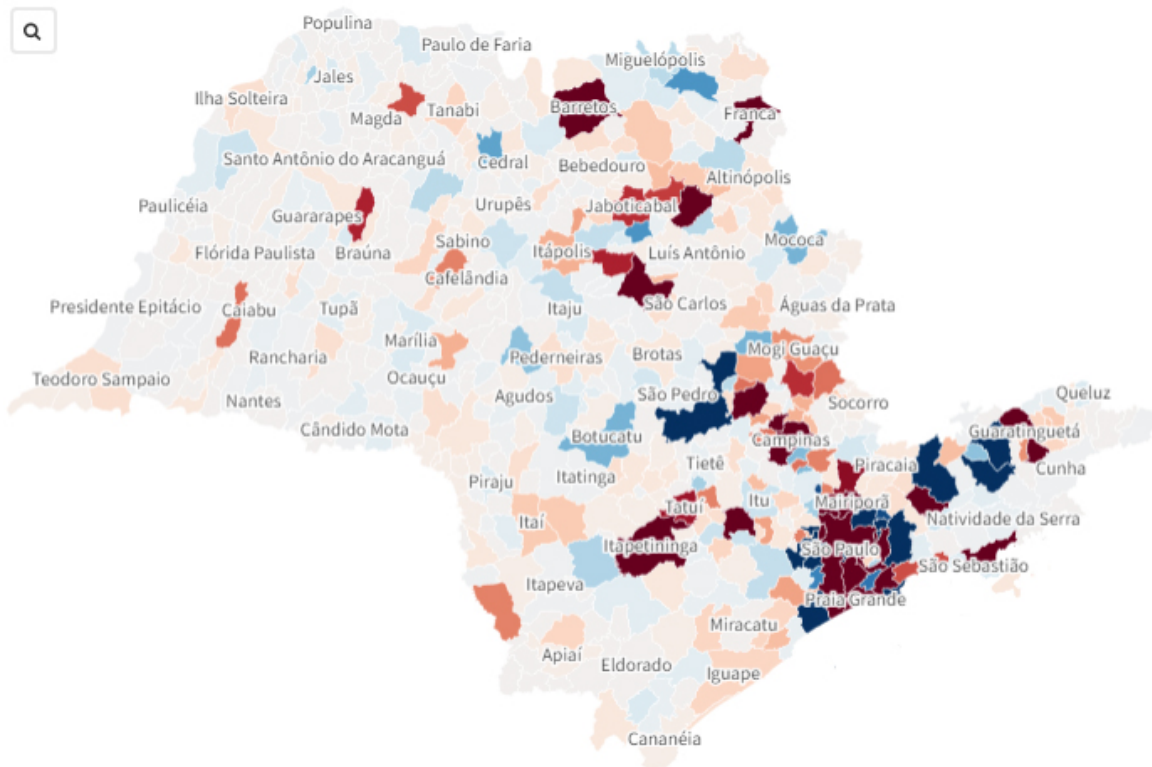 Populina
Paulo de Faria
Miguelópolis
Jales
Ilha Solteira
Magda
Tanabi
Barretos
Franca
Santo Antônio do Aracanguá
Cedral
Bebedouro
Altinópolis
Paulicéia
Guararapes
Urupês
Jaboticabal
Flórida Paulista
Braúna
Sabino
Itápolis
Luís Antônio
Mococa
Cafelândia
Presidente Epitácio
Caiabu
Tupã
Itaju
São Carlos
Águas da Prata
Marília
Rancharia
Pederneiras
Brotas
Mogi Guaçu
Teodoro Sampaio
Ocauçu
Nantes
Agudos
São Pedro
Socorro
Queluz
Cândido Mota
Botucatu
Campinas
Guaratinguetá
Piraju
Itatinga
Tietê
Piracaia
Cunha
Itaí
Tatuí
Itu
Mairiporã
Natividade da Serra
Itapetininga
São Paulo
São Sebastião
Itapeva
Praia Grande
Miracatu
Apiaí
Eldorado
Iguape
Cananéia